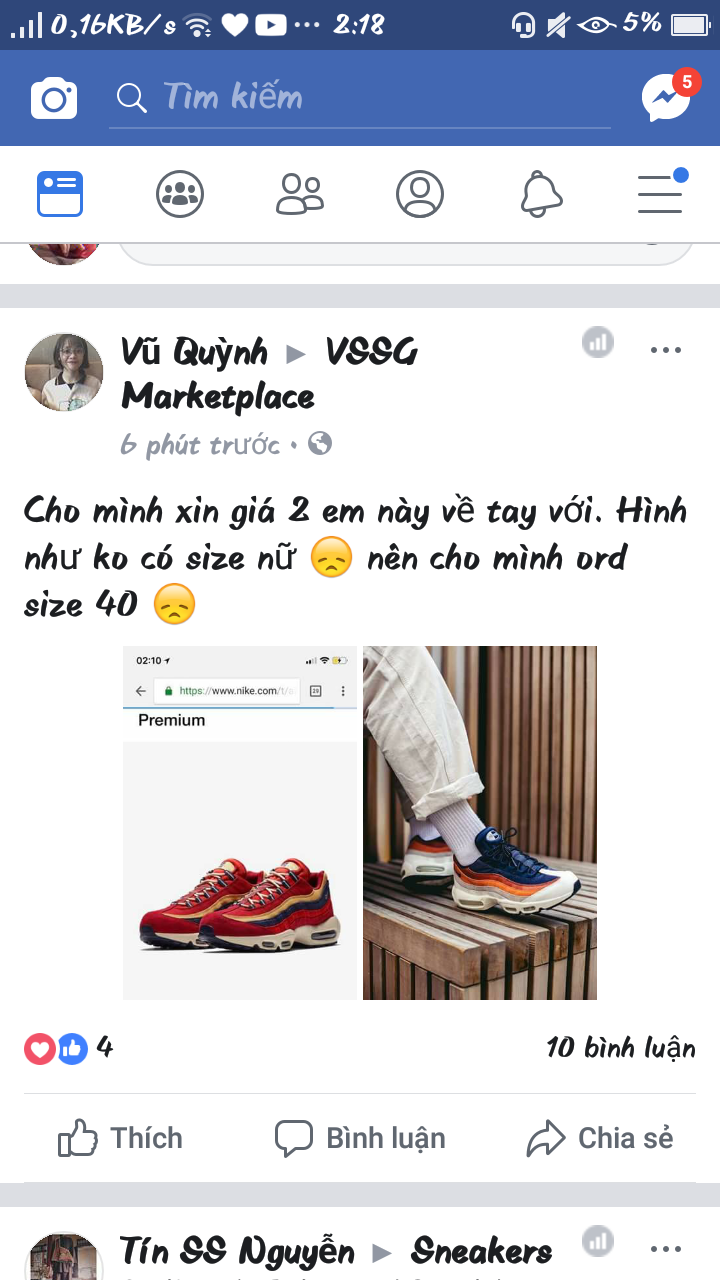 0,16KB/s ... 2:18 5%
Tìm kiếm
5
Vũ Quỳnh ▶ VSSG
Marketplace
6 phút trước •
Cho mình xin giá 2 em này về tay với. Hình
như ko có size nữ 😞 nên cho mình ord
size 40 😞
02:10
https://www.nike.com/t/
Premium
4
10 bình luận
Thích
Bình luận
Chia sẻ
Tín SS Nguyễn ▶ Sneakers